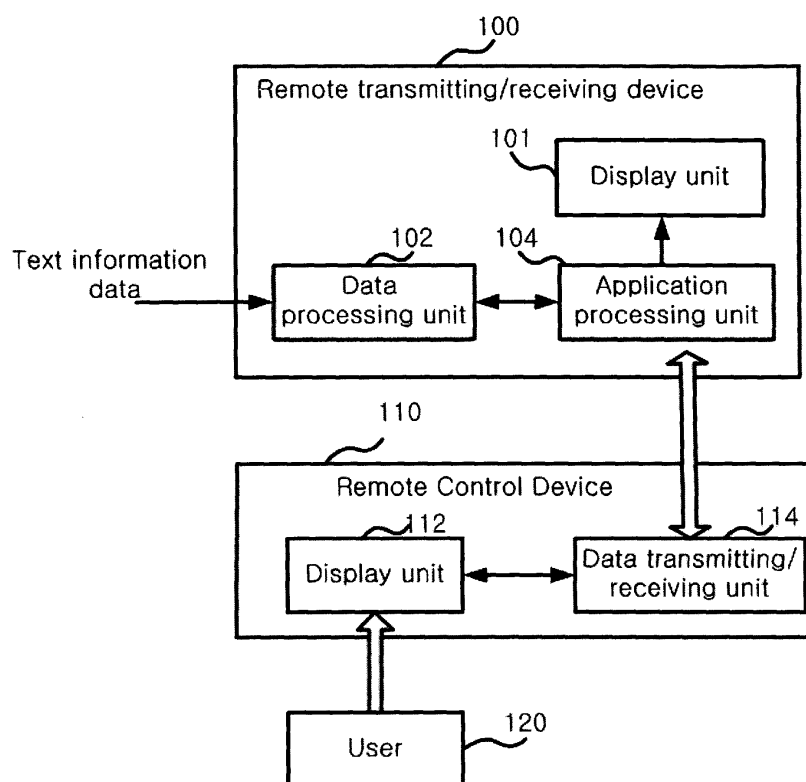 100
Remote transmitting/receiving device
101
Display unit
Text information
data
102
Data
processing unit
104
Application
processing unit
110
Remote Control Device
112
Display unit
114
Data transmitting/
receiving unit
120
User